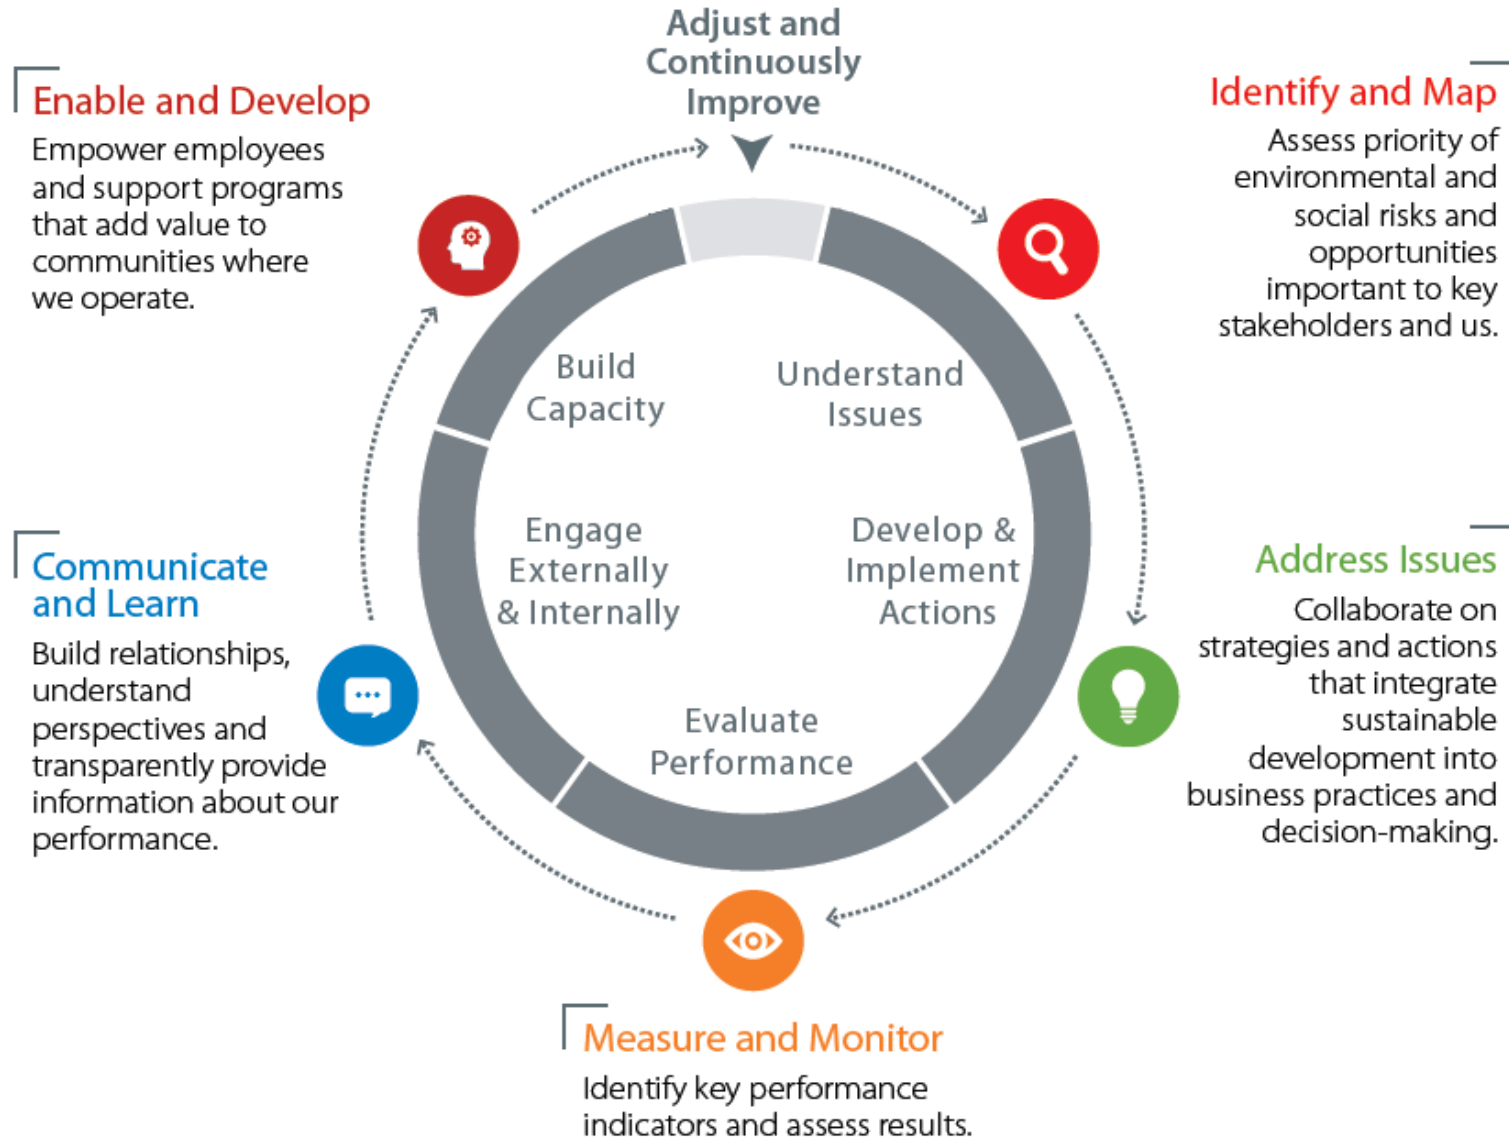 Adjust and
Continuously
Improve
Enable and Develop
Empower employees
and support programs
that add value to
communities where
we operate.
Identify and Map
Assess priority of
environmental and
social risks and
opportunities
important to key
stakeholders and us.
Build
Capacity
Understand
Issues
Engage
Externally
& Internally
Develop &
Implement
Actions
Evaluate
Performance
Communicate
and Learn
Build relationships,
understand
perspectives and
transparently provide
information about our
performance.
Address Issues
Collaborate on
strategies and actions
that integrate
sustainable
development into
business practices and
decision-making.
Measure and Monitor
Identify key performance
indicators and assess results.